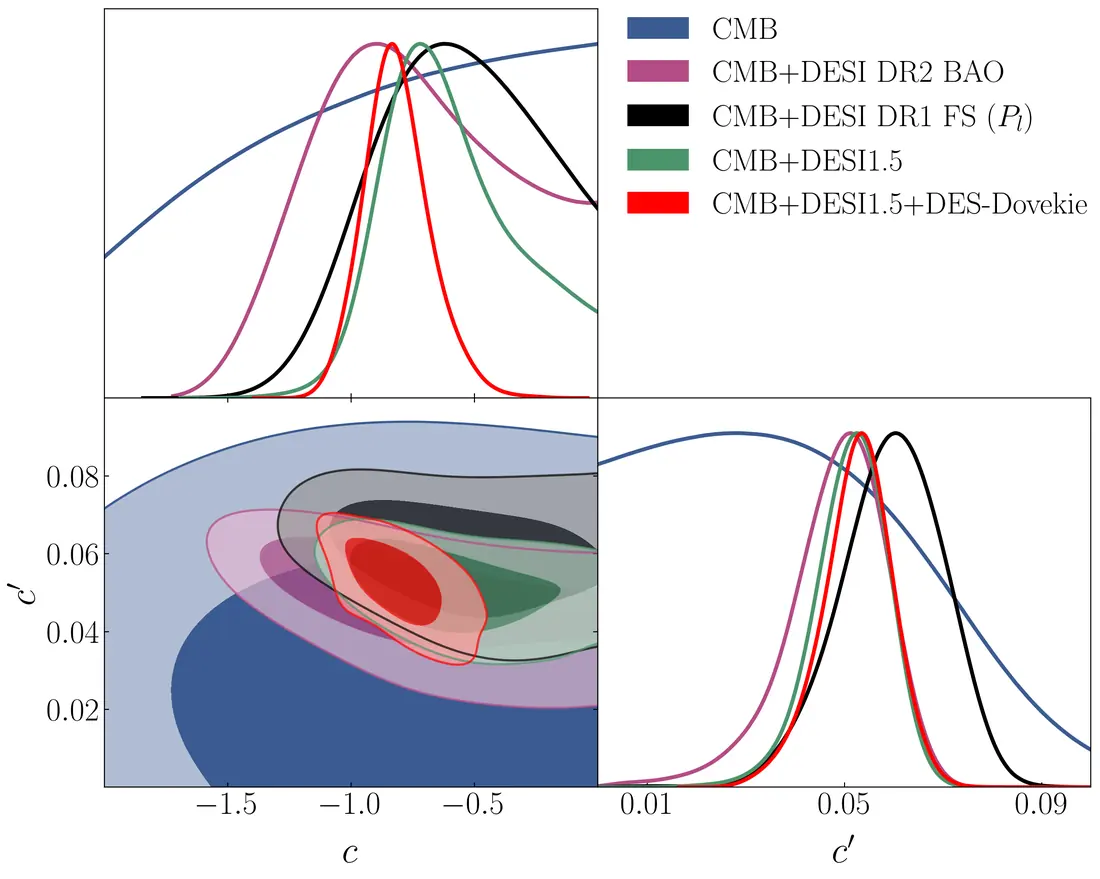 CMB
CMB+DESI DR2 BAO
CMB+DESI DR1 FS (Pl)
CMB+DESI1.5
CMB+DESI1.5+DES-Dovekie
0.08
0.06
0.04
0.02
c′
−1.5 −1.0 −0.5
c
0.01 0.05 0.09
c′